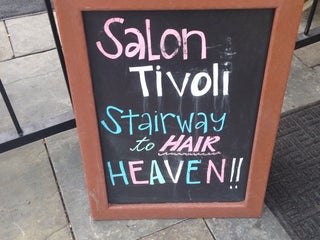 Salon
Tivoli
Stairway
to HAIR
HEAVEN!!